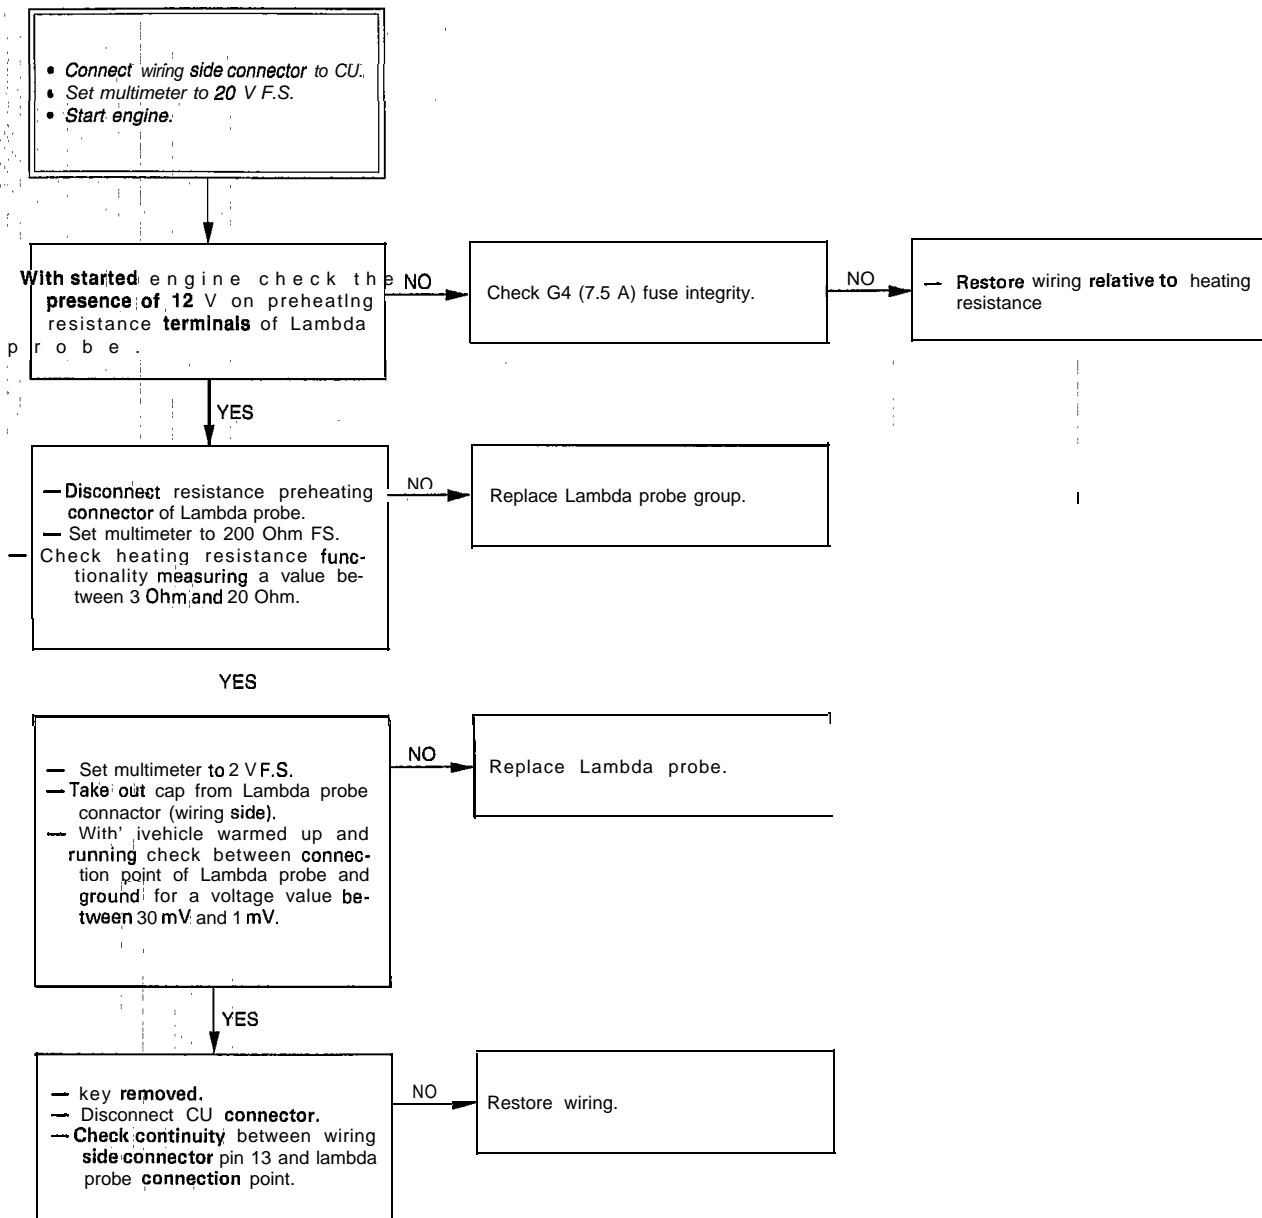 • Connect wiring side connector to CU.
• Set multimeter to 20 V F.S.
• Start engine.
With started engine check the
presence of 12 V on preheating
resistance terminals of Lambda
probe.
NO
Check G4 (7.5 A) fuse integrity.
NO
— Restore wiring relative to heating
resistance
YES
— Disconnect resistance preheating
connector of Lambda probe.
— Set multimeter to 200 Ohm FS.
— Check heating resistance func-
tionality measuring a value be-
tween 3 Ohm and 20 Ohm.
NO
Replace Lambda probe group.
YES
— Set multimeter to 2 V F.S.
— Take out cap from Lambda probe
connactor (wiring side).
— With' ivehicle warmed up and
running check between connec-
tion point of Lambda probe and
ground for a voltage value be-
tween 30 mV and 1 mV.
NO
Replace Lambda probe.
YES
— key removed.
— Disconnect CU connector.
— Check continuity between wiring
side connector pin 13 and lambda
probe connection point.
NO
Restore wiring.